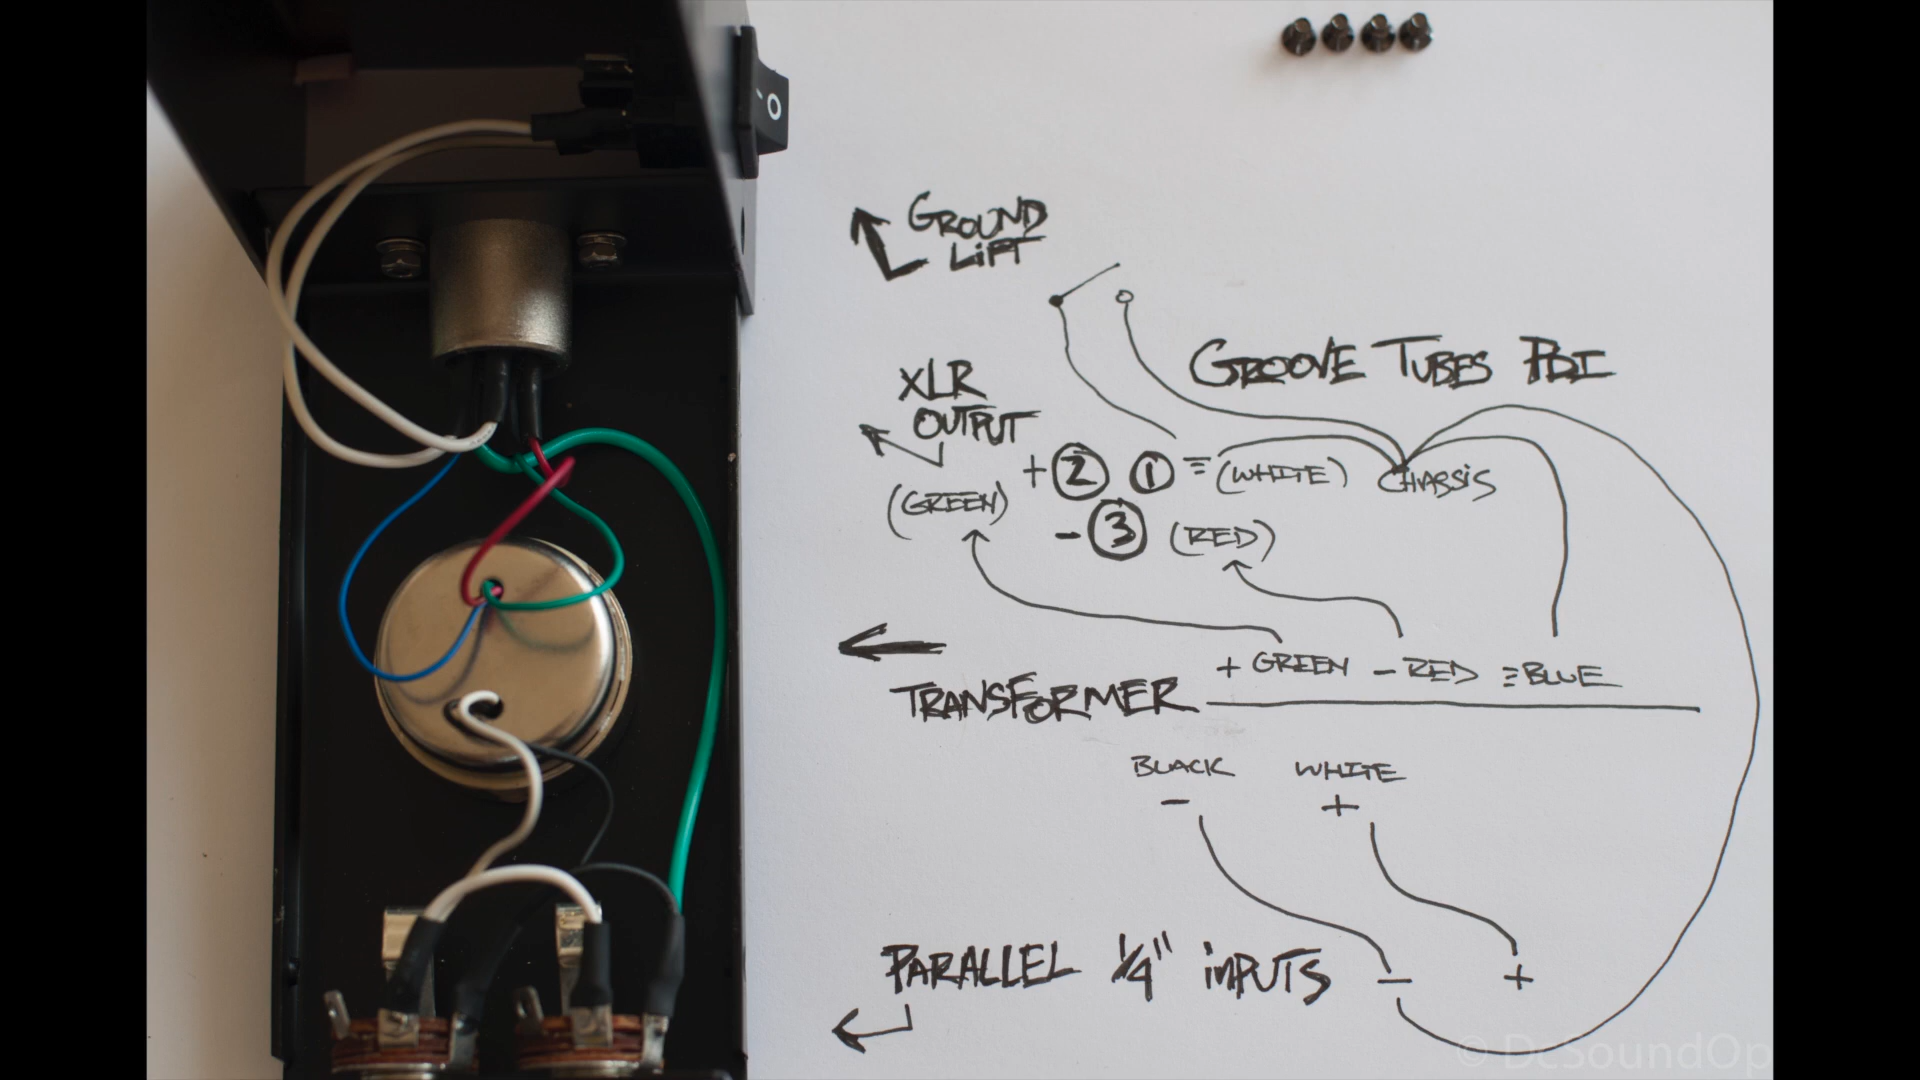 GROUND
LIFT
GROOVE TUBES PDI
XLR
OUTPUT
+ 2 1 (WHITE) CHASSIS
(GREEN)
- 3 (RED)
+ GREEN - RED BLUE
TRANSFORMER
BLACK WHITE
- +
PARALLEL 1/4" INPUTS - +
© DcSoundOp